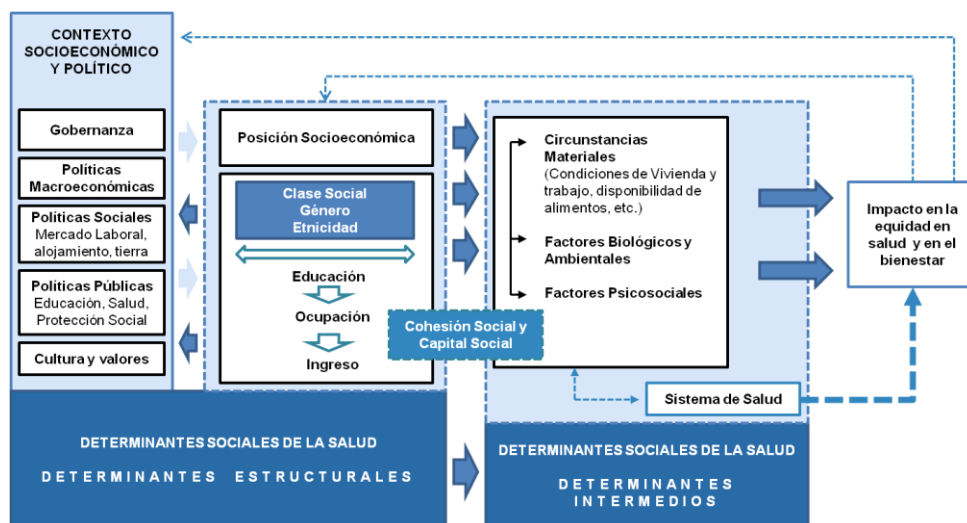 CONTEXTO
SOCIOECONÓMICO
Y POLÍTICO
Gobernanza
Políticas
Macroeconómicas
Políticas Sociales
Mercado Laboral,
alojamiento, tierra
Políticas Públicas
Educación, Salud,
Protección Social
Cultura y valores
Posición Socioeconómica
Clase Social
Género
Etnicidad
Educación
Ocupación
Ingreso
Cohesión Social y
Capital Social
Circunstancias
Materiales
(Condiciones de Vivienda y
trabajo, disponibilidad de
alimentos, etc.)
Factores Biológicos y
Ambientales
Factores Psicosociales
Sistema de Salud
Impacto en la
equidad en
salud y en el
bienestar
DETERMINANTES SOCIALES DE LA SALUD
DETERMINANTES ESTRUCTURALES
DETERMINANTES SOCIALES DE LA SALUD
DETERMINANTES
INTERMEDIOS